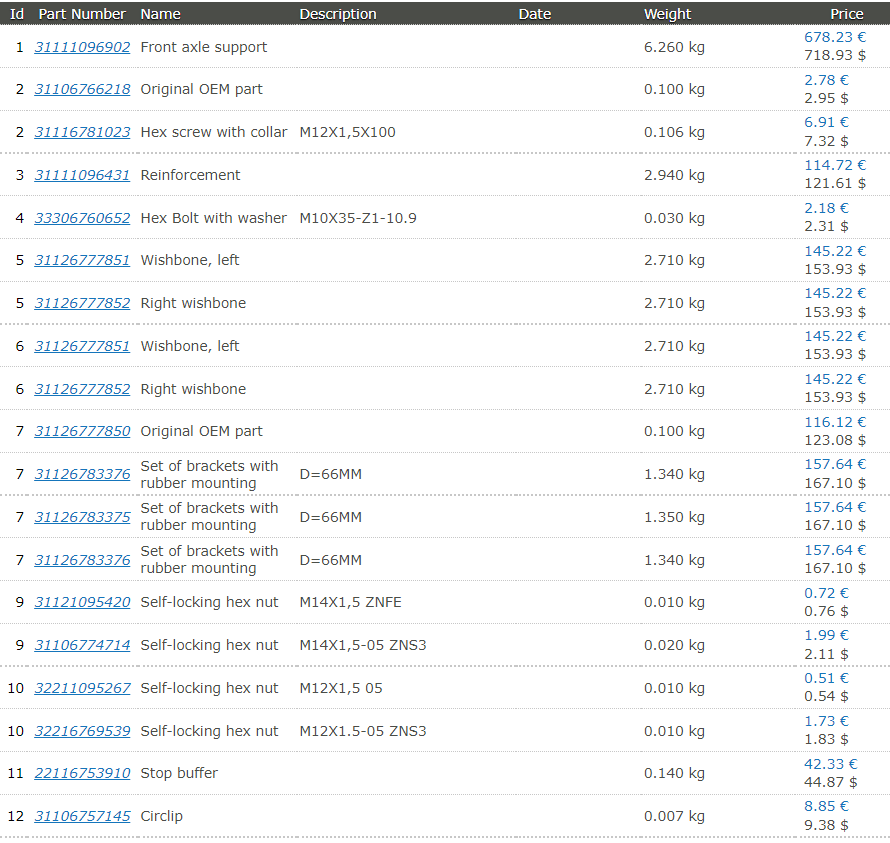 Id Part Number Name Description Date Weight Price
1 31111096902 Front axle support 6.260 kg 678.23 €
718.93 $
2 31106766218 Original OEM part 0.100 kg 2.78 €
2.95 $
2 31116781023 Hex screw with collar M12X1,5X100 0.106 kg 6.91 €
7.32 $
3 31111096431 Reinforcement 2.940 kg 114.72 €
121.61 $
4 33306760652 Hex Bolt with washer M10X35-Z1-10.9 0.030 kg 2.18 €
2.31 $
5 31126777851 Wishbone, left 2.710 kg 145.22 €
153.93 $
5 31126777852 Right wishbone 2.710 kg 145.22 €
153.93 $
6 31126777851 Wishbone, left 2.710 kg 145.22 €
153.93 $
6 31126777852 Right wishbone 2.710 kg 145.22 €
153.93 $
7 31126777850 Original OEM part 0.100 kg 116.12 €
123.08 $
7 31126783376 Set of brackets with D=66MM 1.340 kg 157.64 €
rubber mounting 167.10 $
7 31126783375 Set of brackets with D=66MM 1.350 kg 157.64 €
rubber mounting 167.10 $
7 31126783376 Set of brackets with D=66MM 1.340 kg 157.64 €
rubber mounting 167.10 $
9 31121095420 Self-locking hex nut M14X1,5 ZNFE 0.010 kg 0.72 €
0.76 $
9 31106774714 Self-locking hex nut M14X1,5-05 ZNS3 0.020 kg 1.99 €
2.11 $
10 32211095267 Self-locking hex nut M12X1,5 05 0.010 kg 0.51 €
0.54 $
10 32216769539 Self-locking hex nut M12X1.5-05 ZNS3 0.010 kg 1.73 €
1.83 $
11 22116753910 Stop buffer 0.140 kg 42.33 €
44.87 $
12 31106757145 Circlip 0.007 kg 8.85 €
9.38 $